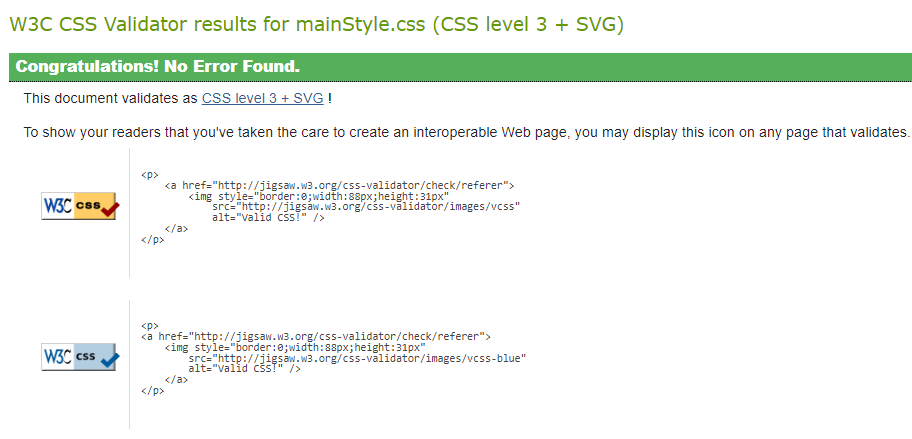 W3C CSS Validator results for mainStyle.css (CSS level 3 + SVG)
Congratulations! No Error Found.
This document validates as CSS level 3 + SVG !
To show your readers that you've taken the care to create an interoperable Web page, you may display this icon on any page that validates.
W3C css
<p>
<a href="http://jigsaw.w3.org/css-validator/check/referer">
<img style="border:0;width:88px;height:31px"
src="http://jigsaw.w3.org/css-validator/images/vcss"
alt="Valid CSS!" />
</a>
</p>
W3C css
<p>
<a href="http://jigsaw.w3.org/css-validator/check/referer">
<img style="border:0;width:88px;height:31px"
src="http://jigsaw.w3.org/css-validator/images/vcss-blue"
alt="Valid CSS!" />
</a>
</p>